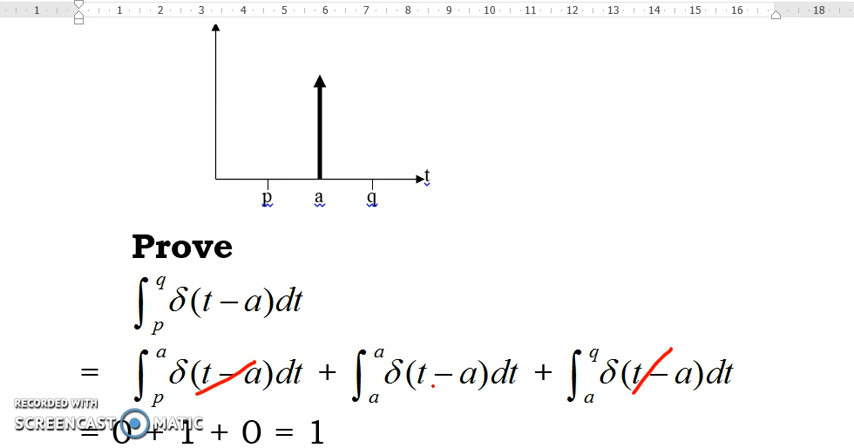 1 1 2 3 4 5 6 7 8 9 10 11 12 13 14 15 16 18
t
p a q
Prove
∫_p^q δ(t − a)dt
= ∫_p^a δ(t − a)dt + ∫_a^a δ(t − a)dt + ∫_a^q δ(t − a)dt
RECORDED WITH
SCREENCAST MATIC
= 0 + 1 + 0 = 1